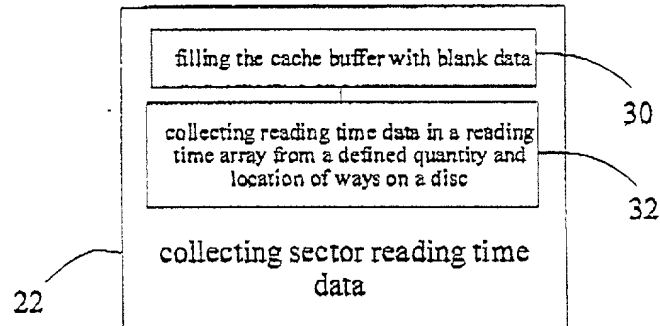 filling the cache buffer with blank data
30
collecting reading time data in a reading
time array from a defined quantity and
location of ways on a disc
32
collecting sector reading time
data
22